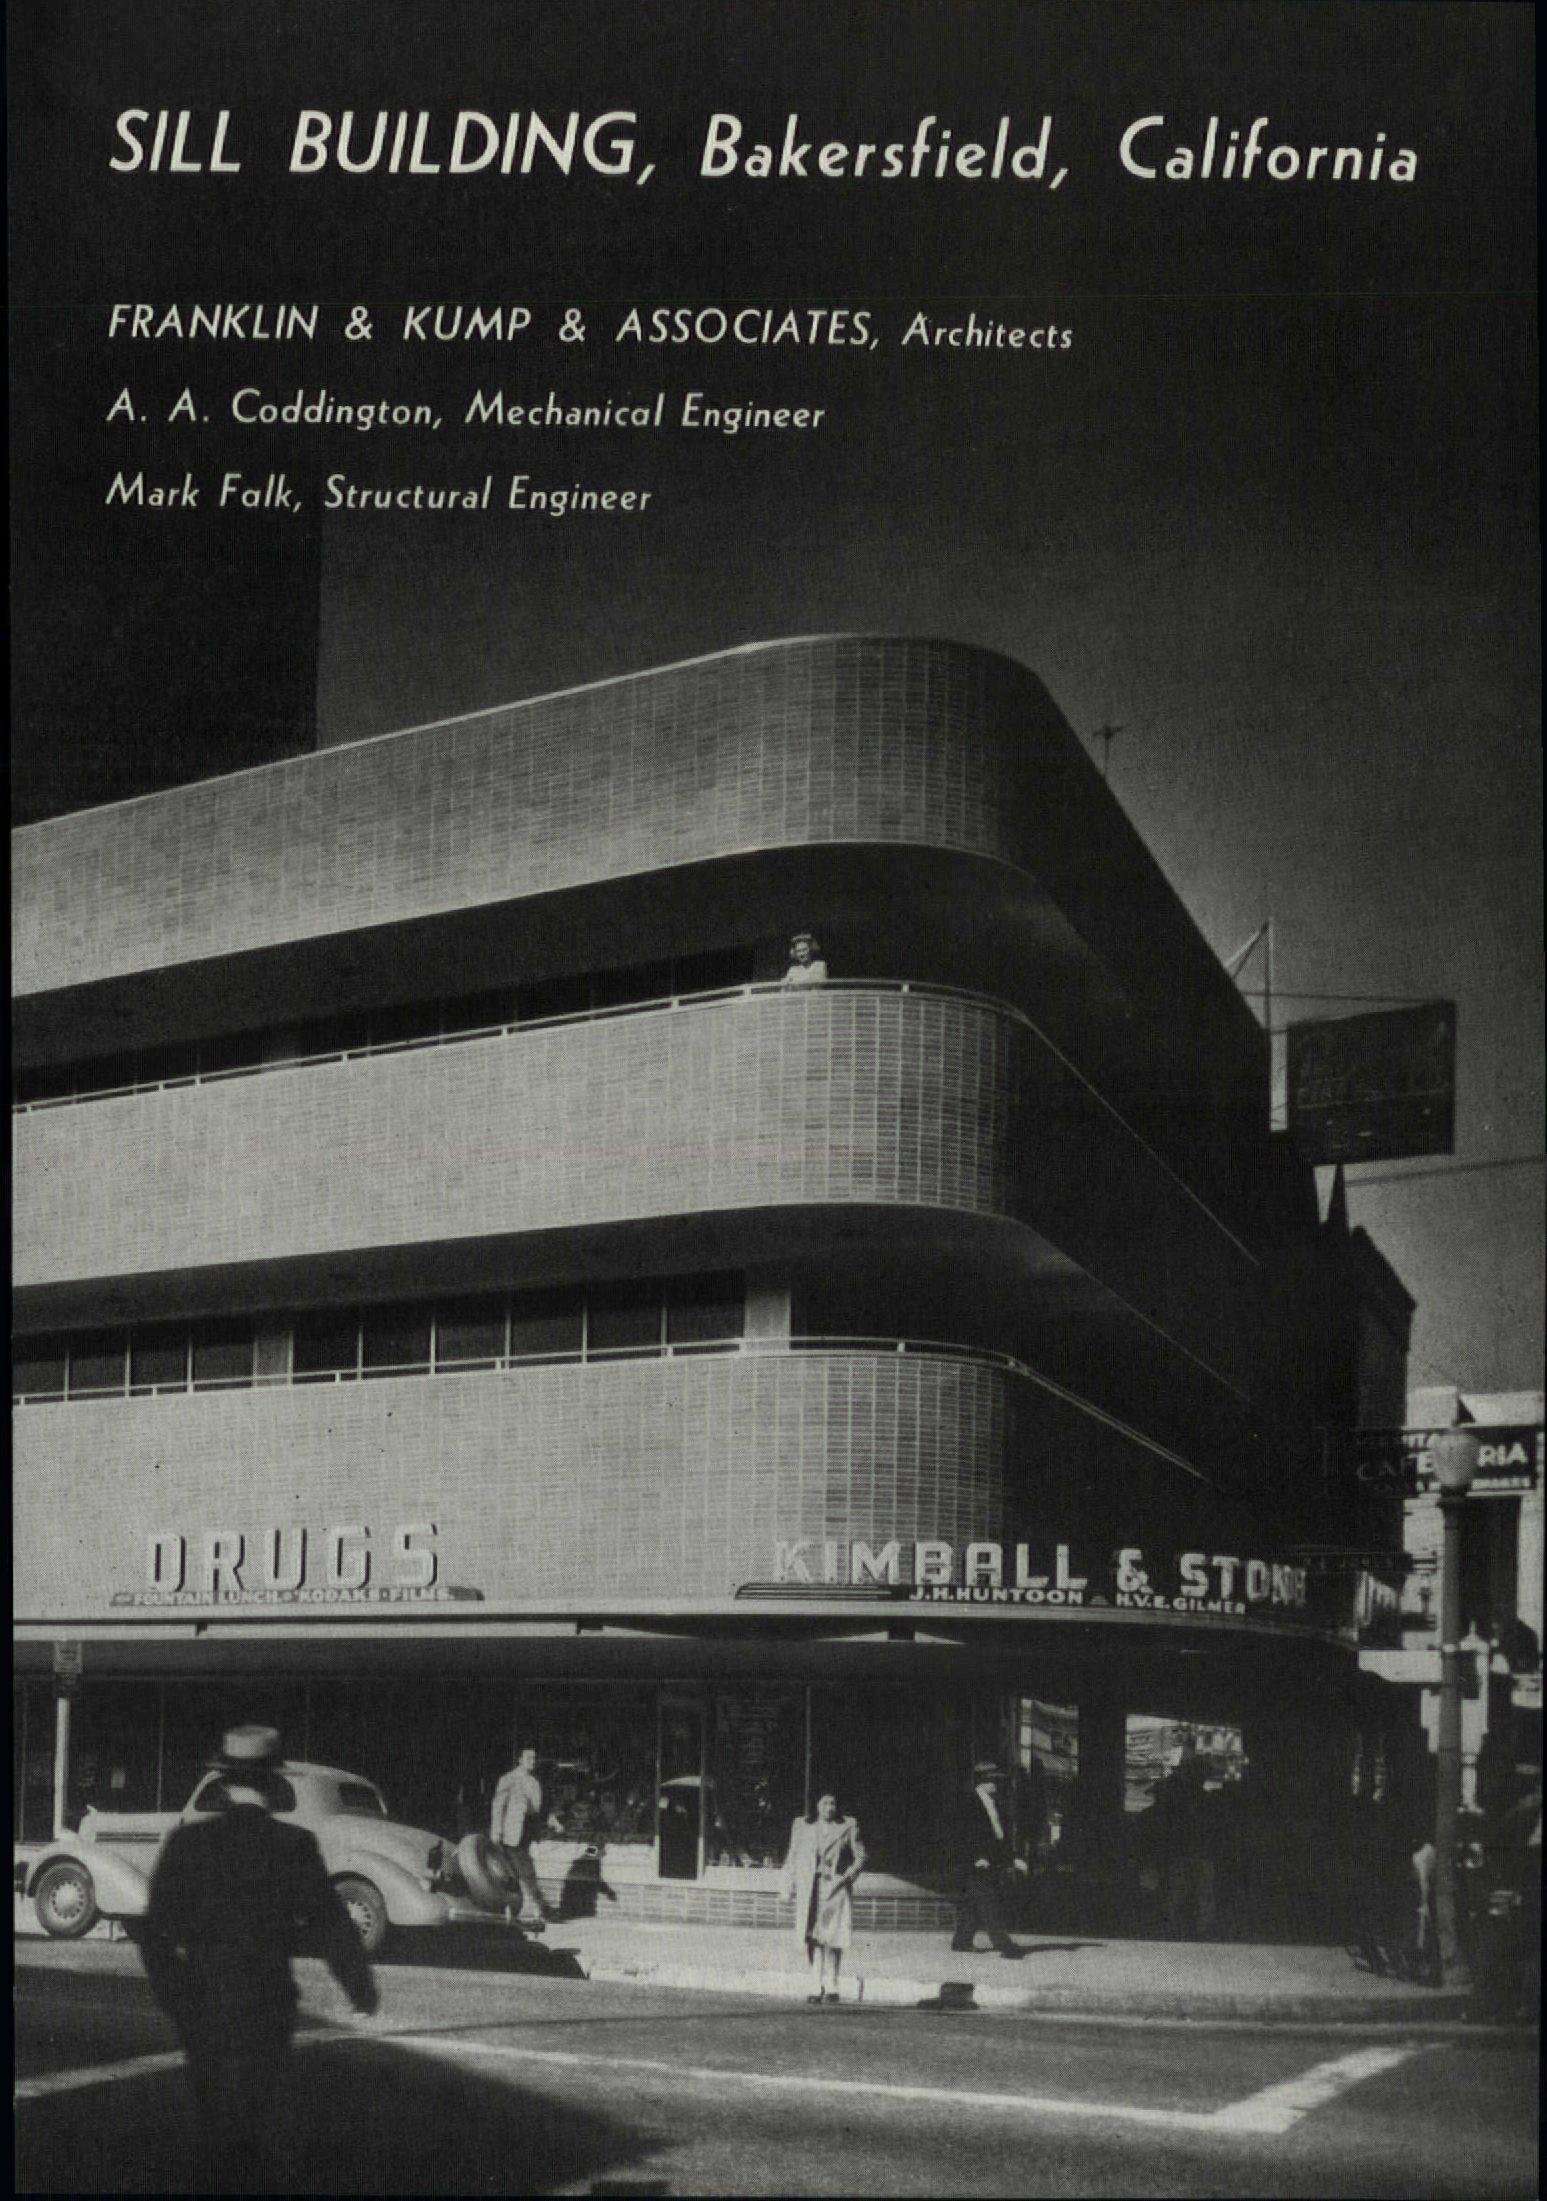 SILL BUILDING, Bakersfield, California
FRANKLIN & KUMP & ASSOCIATES, Architects
A. A. Coddington, Mechanical Engineer
Mark Falk, Structural Engineer
DRUGS
FOUNTAIN LUNCH • KODAKS • FILMS
KIMBALL & STONE
J.H.HUNTOON H.V.E.GILMER